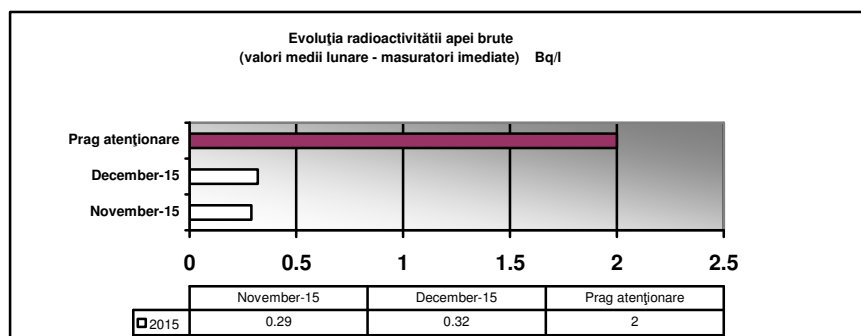 Evoluţia radioactivitătii apei brute
(valori medii lunare - masuratori imediate) Bq/l
Prag atenţionare
December-15
November-15
0 0.5 1 1.5 2 2.5
November-15 December-15 Prag atenţionare
2015 0.29 0.32 2